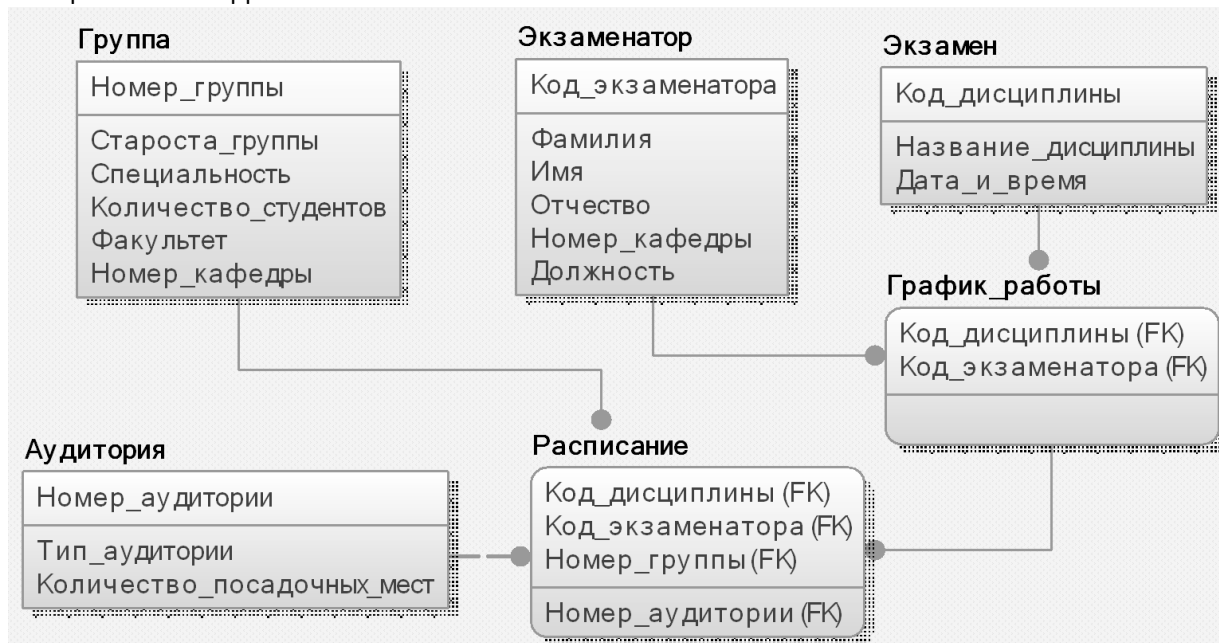 Группа
Номер_группы
Староста_группы
Специальность
Количество_студентов
Факультет
Номер_кафедры
Экзаменатор
Код_экзаменатора
Фамилия
Имя
Отчество
Номер_кафедры
Должность
Экзамен
Код_дисциплины
Название_дисциплины
Дата_и_время
График_работы
Код_дисциплины (FK)
Код_экзаменатора (FK)
Аудитория
Номер_аудитории
Тип_аудитории
Количество_посадочных_мест
Расписание
Код_дисциплины (FK)
Код_экзаменатора (FK)
Номер_группы (FK)
Номер_аудитории (FK)